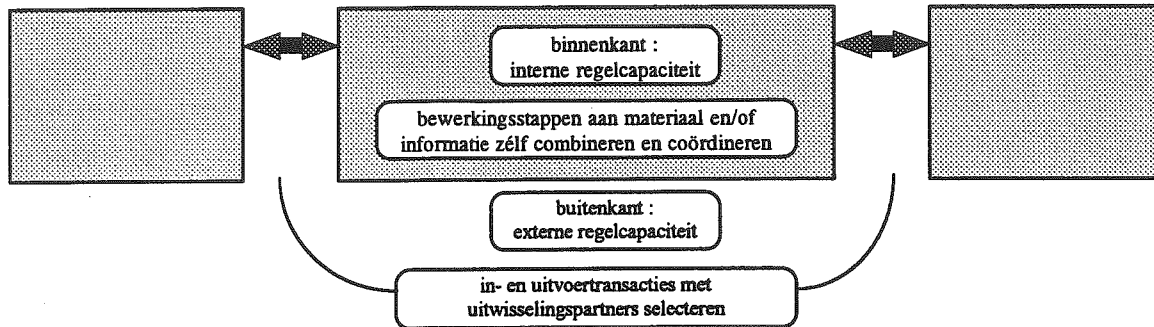 binnenkant :
interne regelcapaciteit
bewerkingsstappen aan materiaal en/of
informatie zélf combineren en coördineren
buitenkant :
externe regelcapaciteit
in- en uitvoertransacties met
uitwisselingspartners selecteren